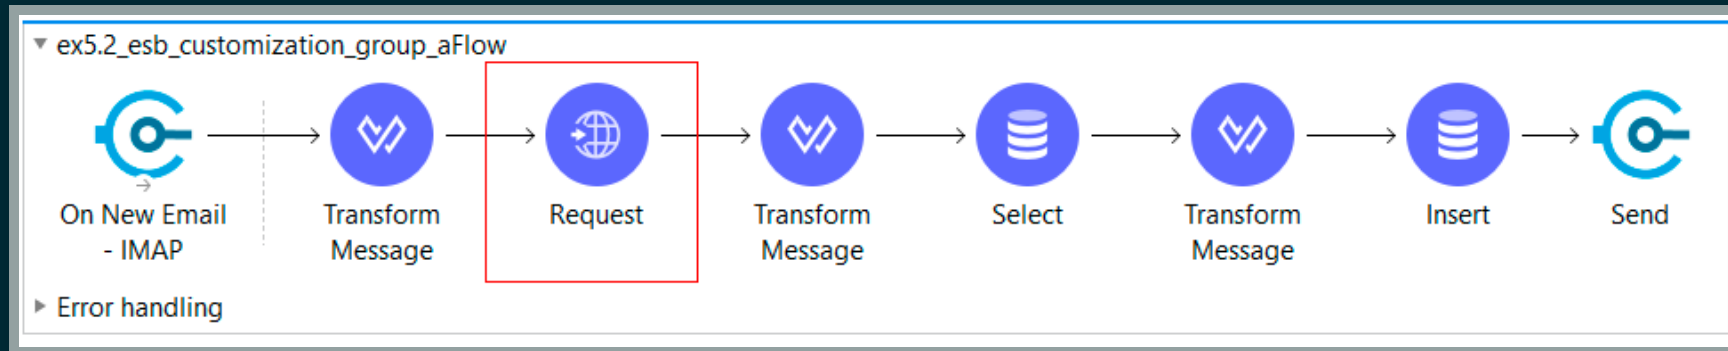 ex5.2_esb_customization_group_aFlow
On New Email
- IMAP
Transform
Message
Request
Transform
Message
Select
Transform
Message
Insert
Send
Error handling